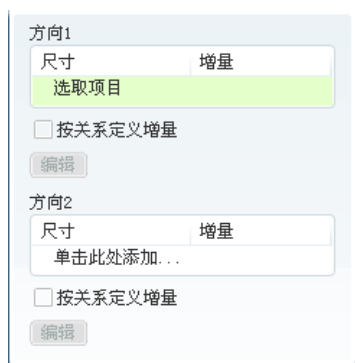 方向1
尺寸 增量
选取项目
按关系定义增量
编辑
方向2
尺寸 增量
单击此处添加...
按关系定义增量
编辑